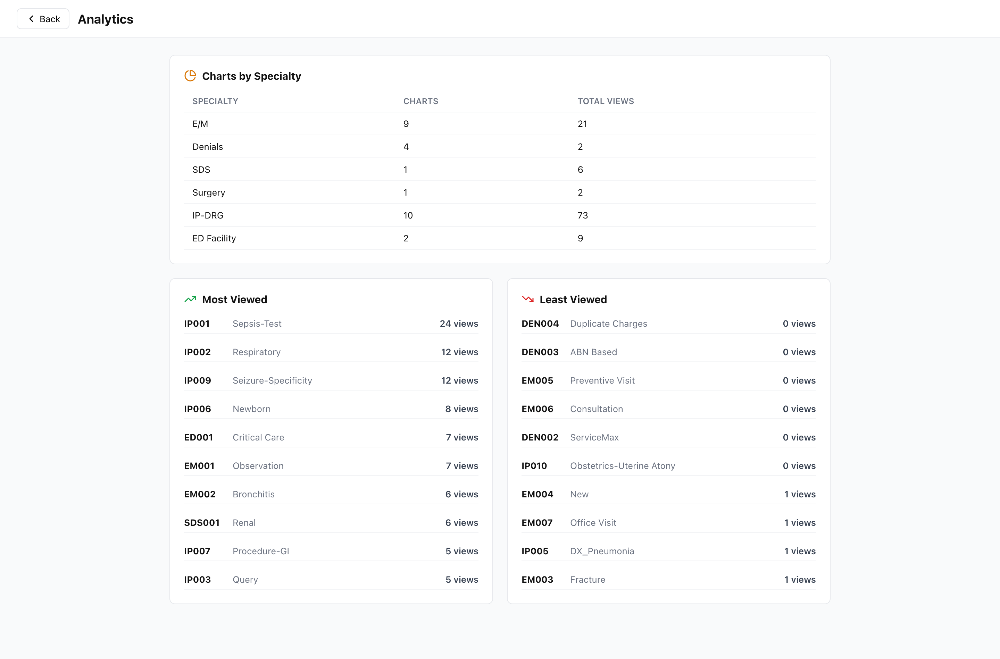 Back Analytics
Charts by Specialty
SPECIALTY CHARTS TOTAL VIEWS
E/M 9 21
Denials 4 2
SDS 1 6
Surgery 1 2
IP-DRG 10 73
ED Facility 2 9
Most Viewed
IP001 Sepsis-Test 24 views
IP002 Respiratory 12 views
IP009 Seizure-Specificity 12 views
IP006 Newborn 8 views
ED001 Critical Care 7 views
EM001 Observation 7 views
EM002 Bronchitis 6 views
SDS001 Renal 6 views
IP007 Procedure-GI 5 views
IP003 Query 5 views
Least Viewed
DEN004 Duplicate Charges 0 views
DEN003 ABN Based 0 views
EM005 Preventive Visit 0 views
EM006 Consultation 0 views
DEN002 ServiceMax 0 views
IP010 Obstetrics-Uterine Atony 0 views
EM004 New 1 views
EM007 Office Visit 1 views
IP005 DX_Pneumonia 1 views
EM003 Fracture 1 views